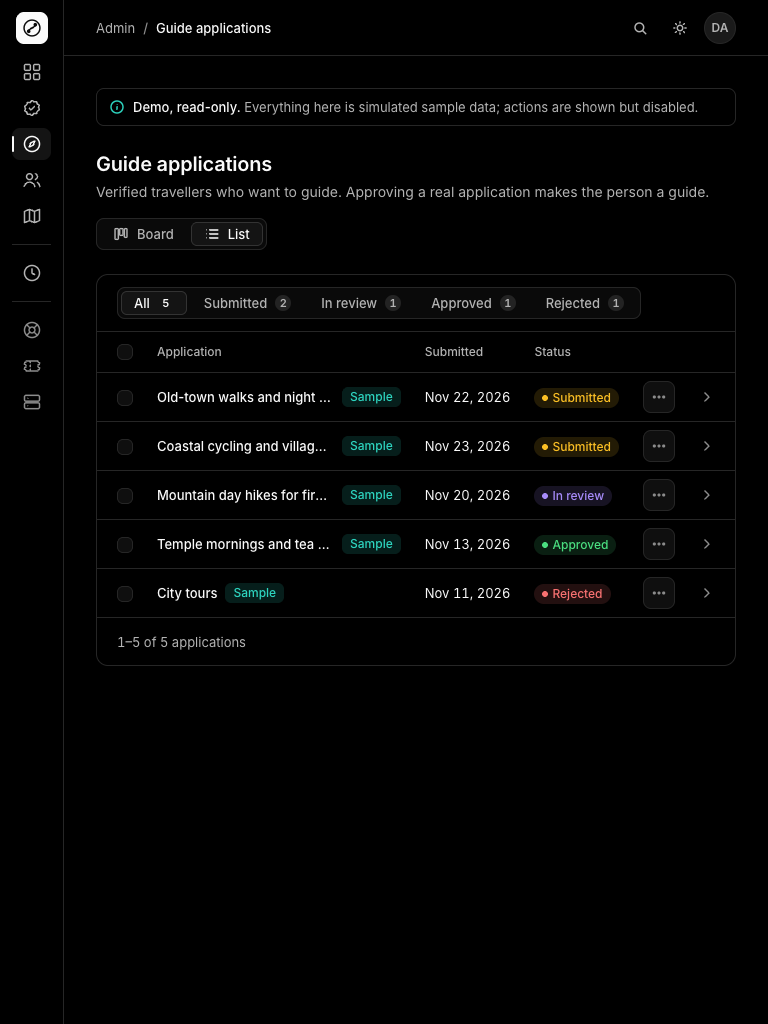 Admin / Guide applications
DA
Demo, read-only. Everything here is simulated sample data; actions are shown but disabled.
Guide applications
Verified travellers who want to guide. Approving a real application makes the person a guide.
Board List
All 5 Submitted 2 In review 1 Approved 1 Rejected 1
Application Submitted Status
Old-town walks and night ... Sample Nov 22, 2026 Submitted
Coastal cycling and villag... Sample Nov 23, 2026 Submitted
Mountain day hikes for fir... Sample Nov 20, 2026 In review
Temple mornings and tea ... Sample Nov 13, 2026 Approved
City tours Sample Nov 11, 2026 Rejected
1–5 of 5 applications